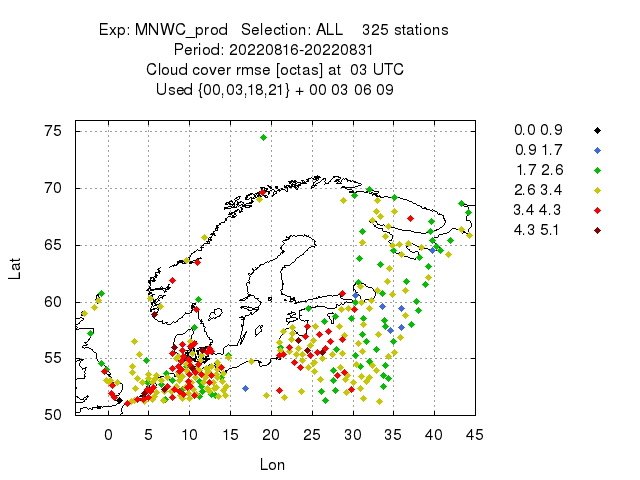 Exp: MNWC_prod   Selection: ALL    325 stations
Period: 20220816-20220831
Cloud cover rmse [octas] at  03 UTC
Used {00,03,18,21} + 00 03 06 09
75
70
65
60
55
50
Lat
0 5 10 15 20 25 30 35 40 45
Lon
0.0 0.9
0.9 1.7
1.7 2.6
2.6 3.4
3.4 4.3
4.3 5.1